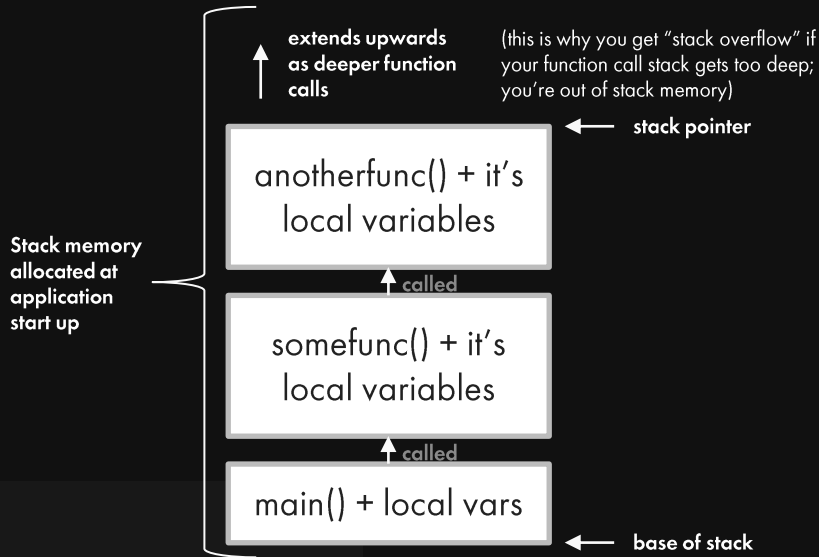 extends upwards
as deeper function
calls
(this is why you get “stack overflow” if
your function call stack gets too deep;
you’re out of stack memory)
stack pointer
anotherfunc() + it’s
local variables
Stack memory
allocated at
application
start up
called
somefunc() + it’s
local variables
called
main() + local vars
base of stack